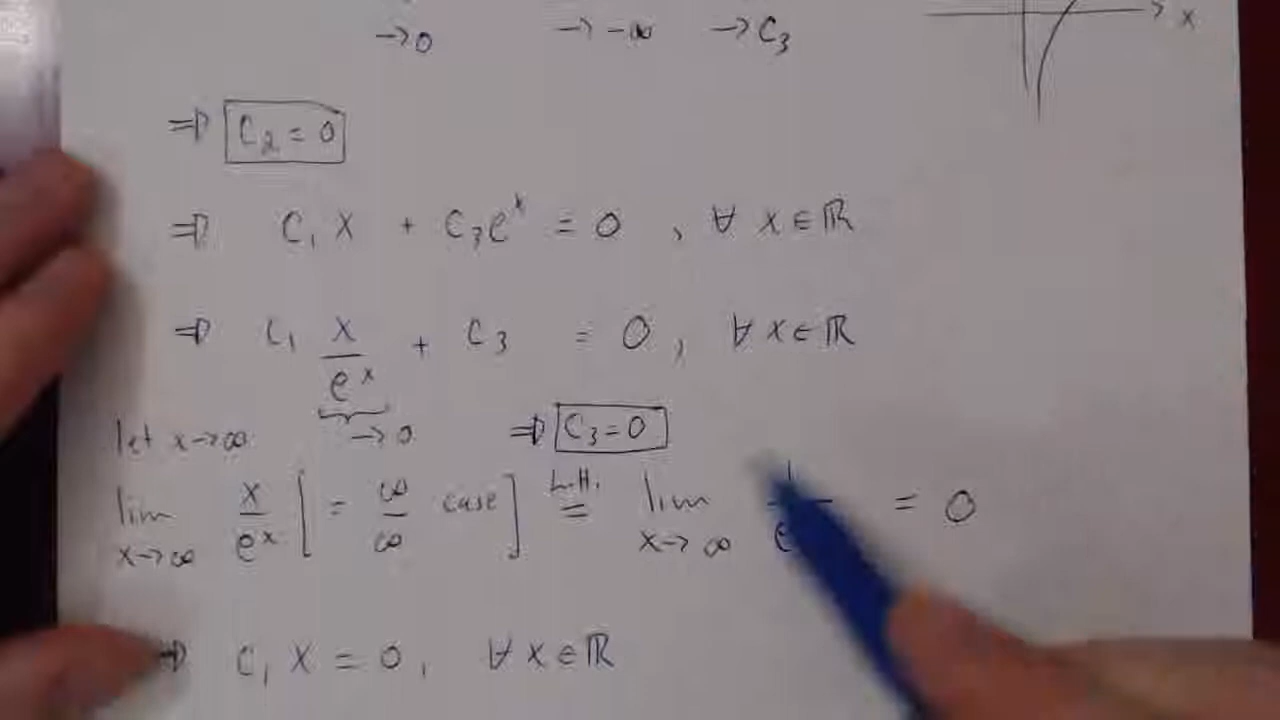 →0 →-∞ →C₃ x
⇒ C₂ = 0
⇒ C₁ x + C₃eˣ = 0 , ∀ x ∈ ℝ
⇒ C₁ x/eˣ + C₃ = 0 , ∀ x ∈ ℝ
let x→∞ →0 ⇒ C₃ = 0
lim x→∞ x/eˣ [ = ∞/∞ case ] L.H. = lim x→∞ 1/e = 0
⇒ C₁ x = 0 , ∀ x ∈ ℝ